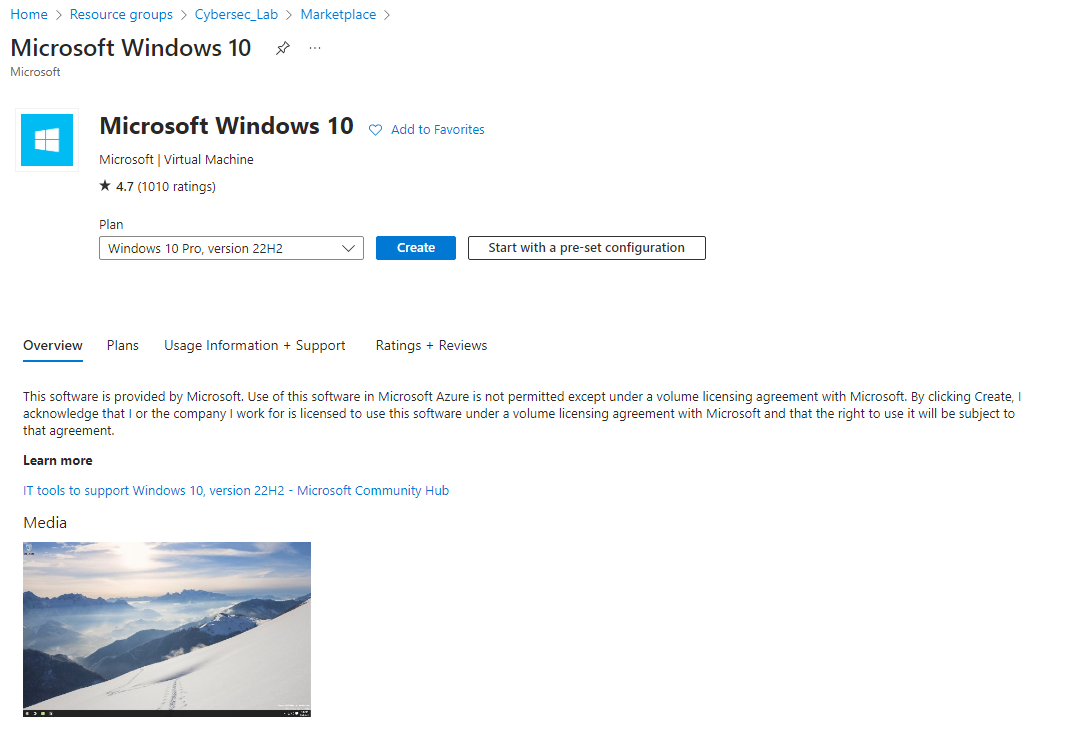 Home > Resource groups > Cybersec_Lab > Marketplace >
Microsoft Windows 10 ...
Microsoft
Microsoft Windows 10 Add to Favorites
Microsoft | Virtual Machine
★ 4.7 (1010 ratings)
Plan
Windows 10 Pro, version 22H2 Create Start with a pre-set configuration
Overview Plans Usage Information + Support Ratings + Reviews
This software is provided by Microsoft. Use of this software in Microsoft Azure is not permitted except under a volume licensing agreement with Microsoft. By clicking Create, I
acknowledge that I or the company I work for is licensed to use this software under a volume licensing agreement with Microsoft and that the right to use it will be subject to
that agreement.
Learn more
IT tools to support Windows 10, version 22H2 - Microsoft Community Hub
Media